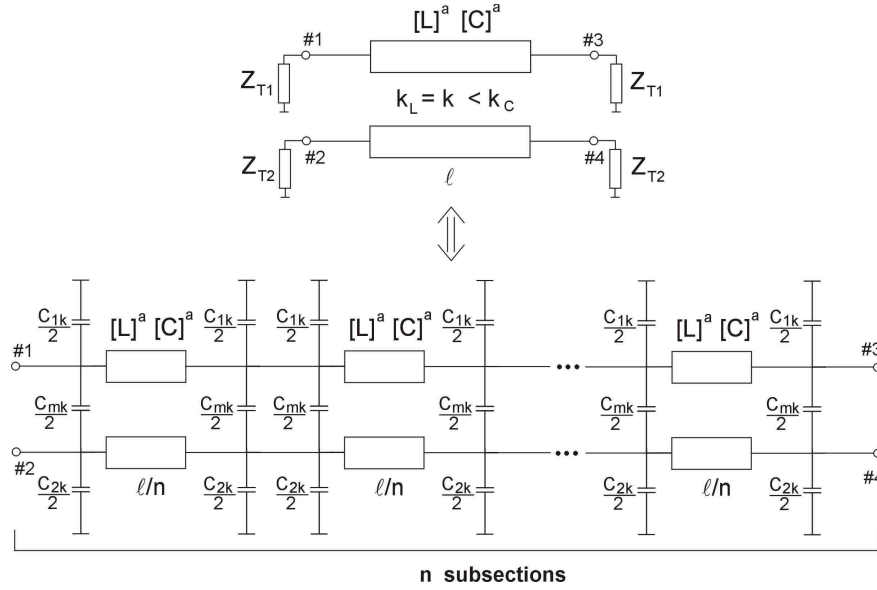 [L]ᵃ [C]ᵃ
#1 #3
Z_T1 Z_T1
k_L = k < k_C
#2 #4
Z_T2 Z_T2
ℓ
C_1k/2 [L]ᵃ [C]ᵃ C_1k/2 C_1k/2 [L]ᵃ [C]ᵃ C_1k/2 C_1k/2 [L]ᵃ [C]ᵃ C_1k/2
#1 ... #3
C_mk/2 C_mk/2 C_mk/2 C_mk/2 C_mk/2 C_mk/2
#2 ... #4
C_2k/2 ℓ/n C_2k/2 C_2k/2 ℓ/n C_2k/2 C_2k/2 ℓ/n C_2k/2
n subsections